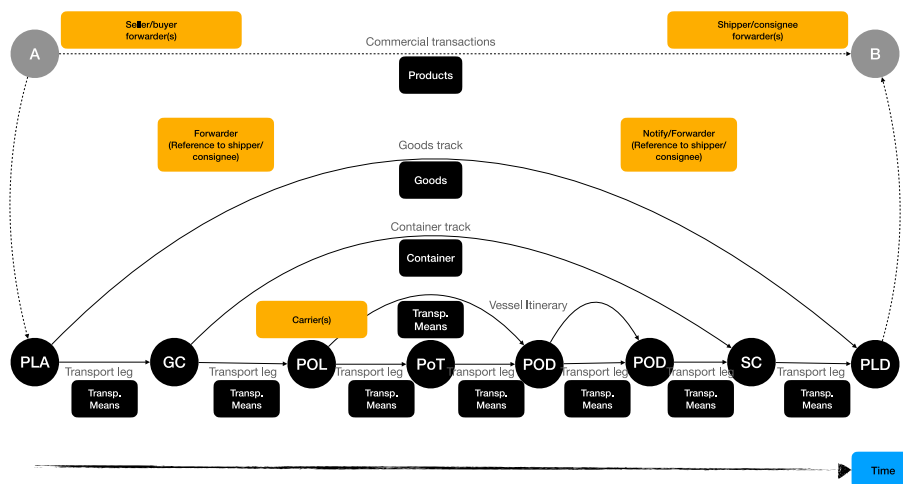 Seller/buyer
forwarder(s)
Shipper/consignee
forwarder(s)
A
Commercial transactions
B
Products
Forwarder
(Reference to shipper/
consignee)
Notify/Forwarder
(Reference to shipper/
consignee)
Goods track
Goods
Container track
Container
Carrier(s)
Transp.
Means
Vessel Itinerary
PLA
GC
POL
PoT
POD
POD
SC
PLD
Transport leg
Transport leg
Transport leg
Transport leg
Transport leg
Transport leg
Transport leg
Transp.
Means
Transp.
Means
Transp.
Means
Transp.
Means
Transp.
Means
Transp.
Means
Transp.
Means
Time